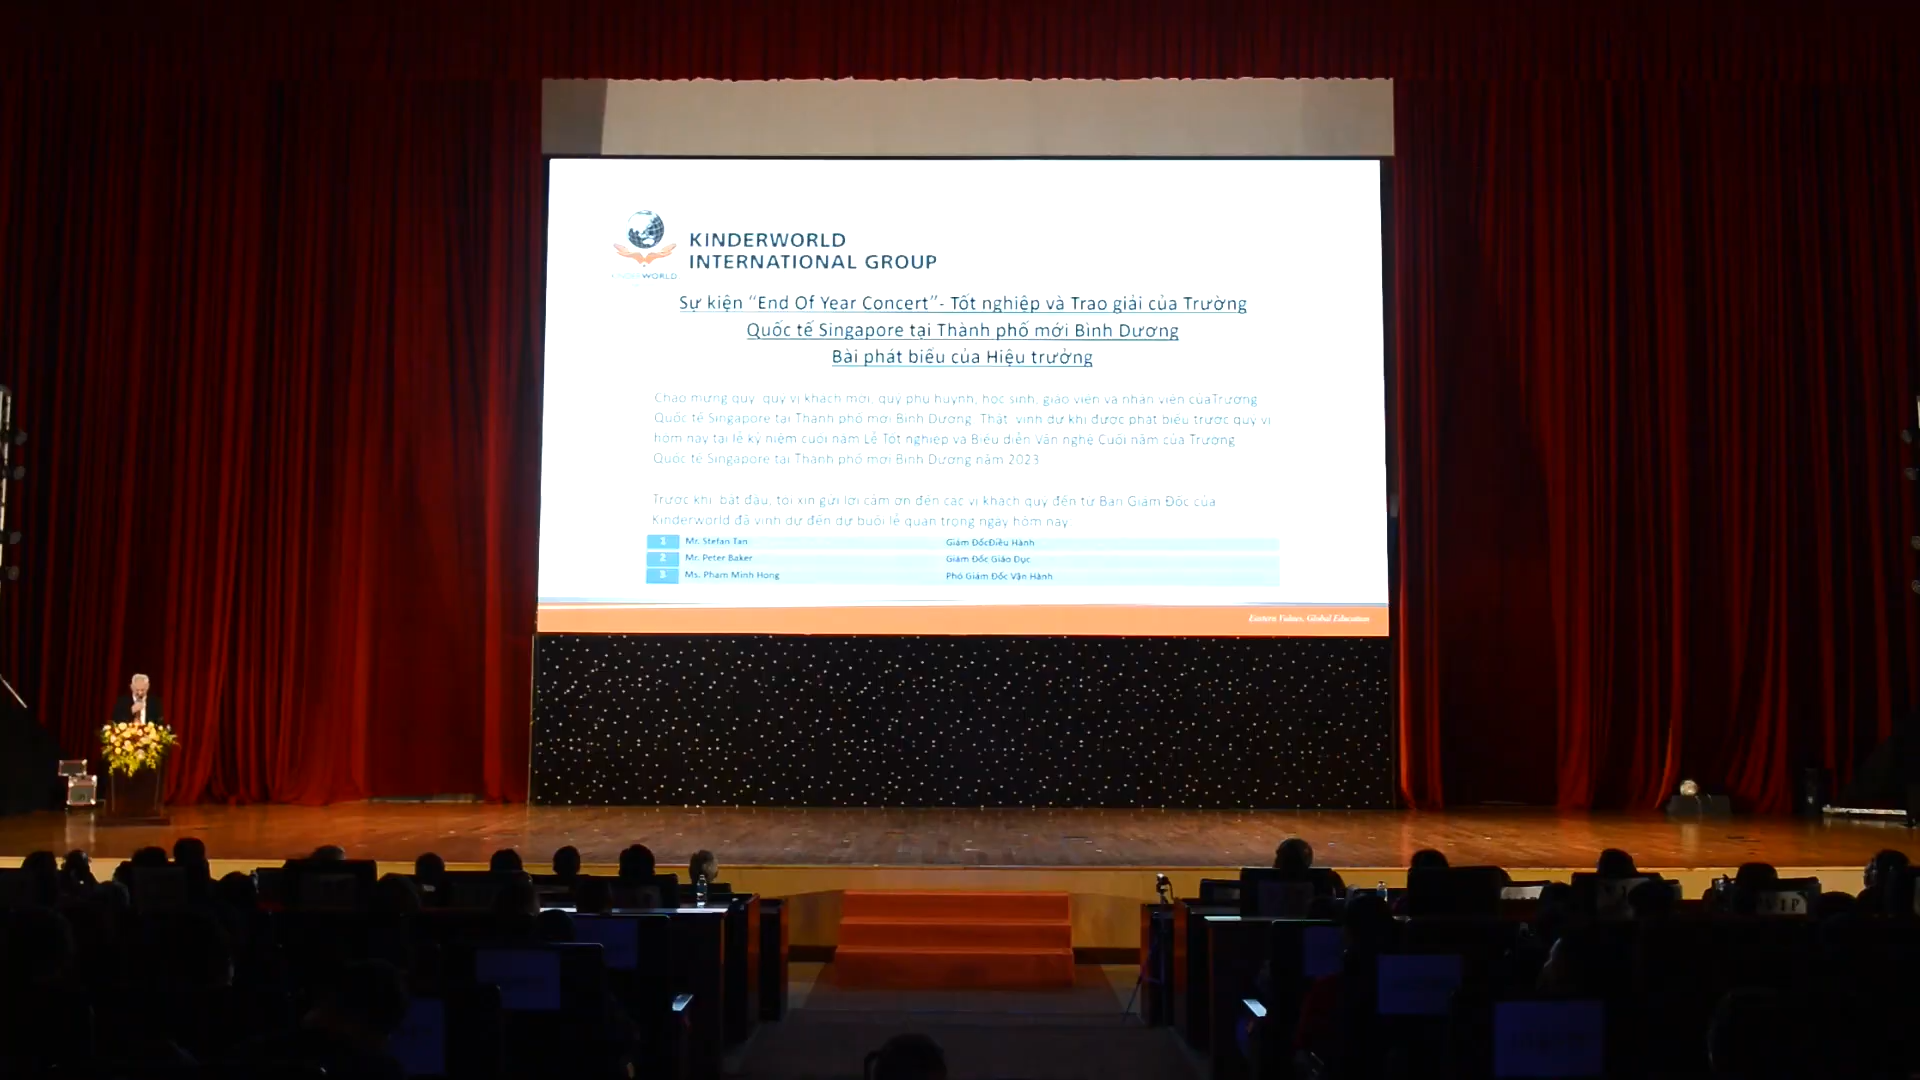 KINDERWORLD
INTERNATIONAL GROUP
KINDERWORLD
Sự kiện “End Of Year Concert”- Tốt nghiệp và Trao giải của Trường
Quốc tế Singapore tại Thành phố mới Bình Dương
Bài phát biểu của Hiệu trưởng
Chào mừng quý quý vị khách mời, quý phụ huynh, học sinh, giáo viên và nhân viên củaTrường
Quốc tế Singapore tại Thành phố mới Bình Dương. Thật vinh dự khi được phát biểu trước quý vị
hôm nay tại lễ kỷ niệm cuối năm Lễ Tốt nghiệp và Biểu diễn Văn nghệ Cuối năm của Trường
Quốc tế Singapore tại Thành phố mới Bình Dương năm 2023
Trước khi bắt đầu, tôi xin gửi lời cảm ơn đến các vị khách quý đến từ Ban Giám Đốc của
Kinderworld đã vinh dự đến dự buổi lễ quan trọng ngày hôm nay
1 Mr. Stefan Tan Giám ĐốcĐiều Hành
2 Mr. Peter Baker Giám Đốc Giáo Dục
3 Ms. Pham Minh Hong Phó Giám Đốc Vận Hành
Eastern Values, Global Education
V I P